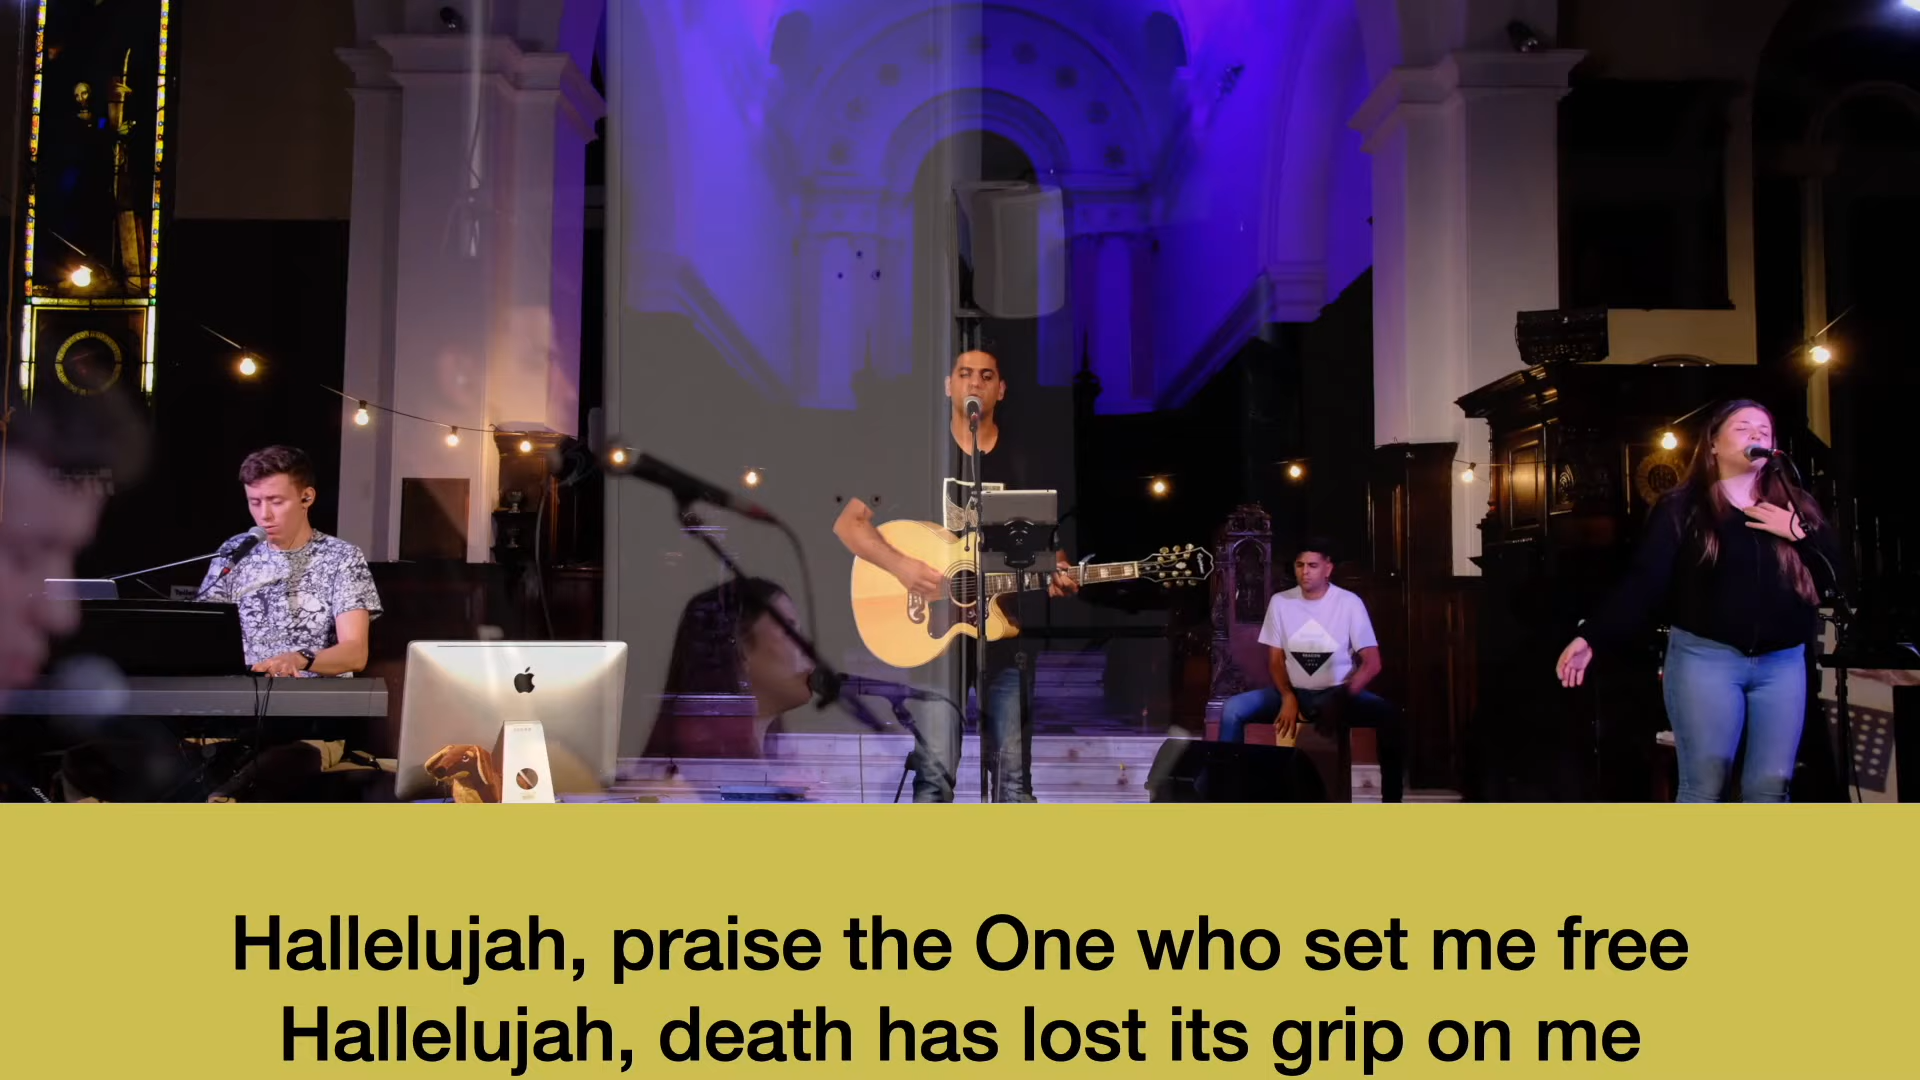 Hallelujah, praise the One who set me free
Hallelujah, death has lost its grip on me